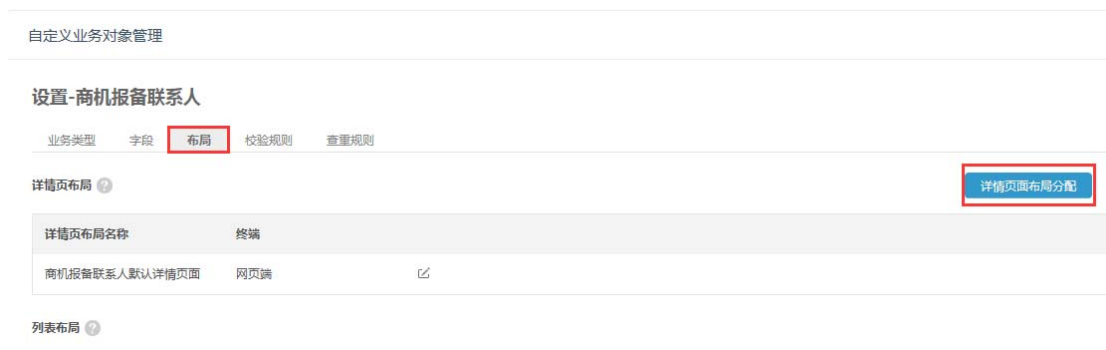 自定义业务对象管理
设置-商机报备联系人
业务类型 字段 布局 校验规则 查重规则
详情页布局 ?
详情页面布局分配
详情页布局名称 终端
商机报备联系人默认详情页面 网页端
列表布局 ?